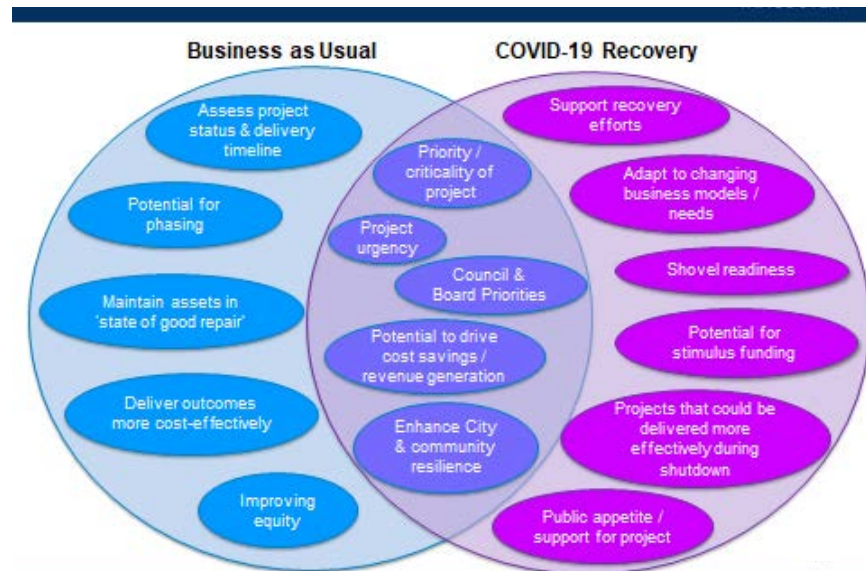 Business as Usual
COVID-19 Recovery
Assess project
status & delivery
timeline
Potential for
phasing
Maintain assets in
'state of good repair'
Deliver outcomes
more cost-effectively
Improving
equity
Priority /
criticality of
project
Project
urgency
Council &
Board Priorities
Potential to drive
cost savings /
revenue generation
Enhance City
& community
resilience
Support recovery
efforts
Adapt to changing
business models /
needs
Shovel readiness
Potential for
stimulus funding
Projects that could be
delivered more
effectively during
shutdown
Public appetite /
support for project